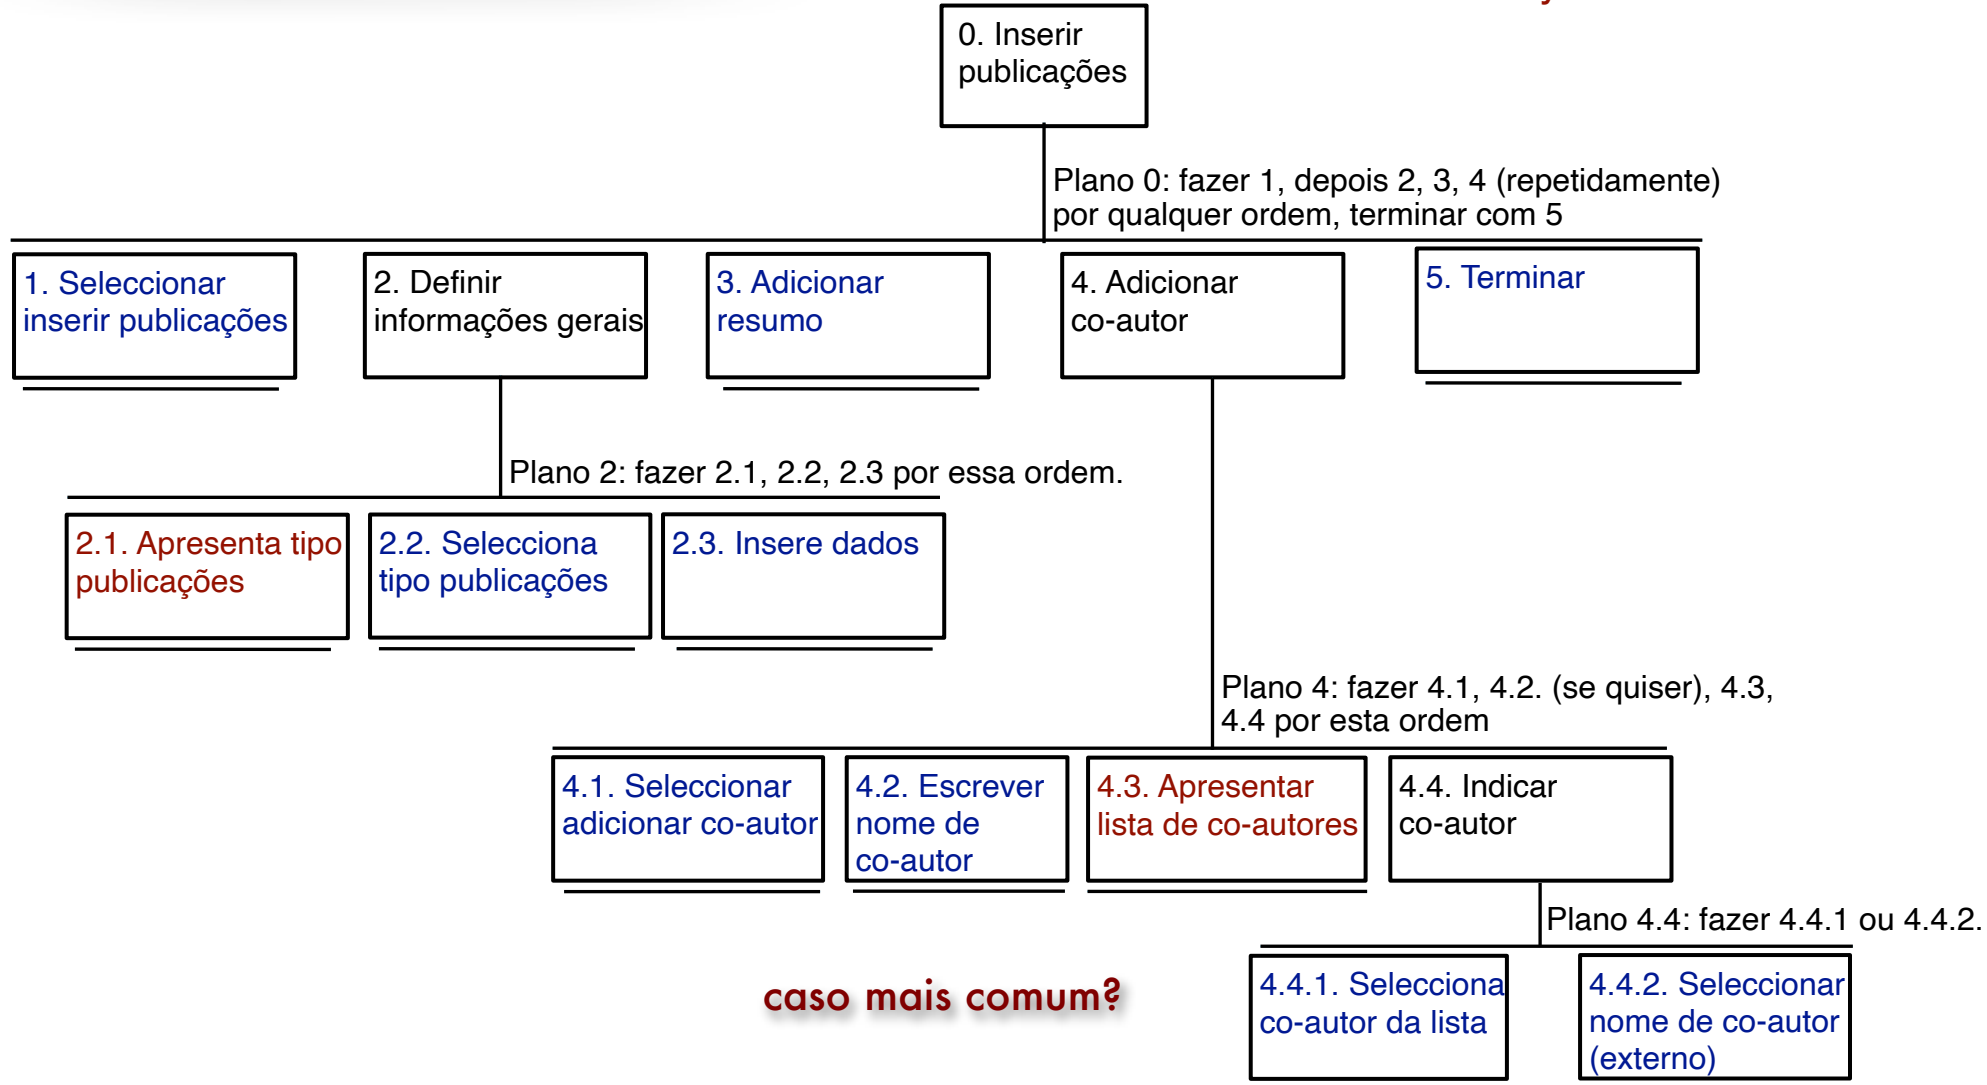 0. Inserir
publicações
Plano 0: fazer 1, depois 2, 3, 4 (repetidamente)
por qualquer ordem, terminar com 5
1. Seleccionar
inserir publicações
2. Definir
informações gerais
3. Adicionar
resumo
4. Adicionar
co-autor
5. Terminar
Plano 2: fazer 2.1, 2.2, 2.3 por essa ordem.
2.1. Apresenta tipo
publicações
2.2. Selecciona
tipo publicações
2.3. Insere dados
Plano 4: fazer 4.1, 4.2. (se quiser), 4.3,
4.4 por esta ordem
4.1. Seleccionar
adicionar co-autor
4.2. Escrever
nome de
co-autor
4.3. Apresentar
lista de co-autores
4.4. Indicar
co-autor
Plano 4.4: fazer 4.4.1 ou 4.4.2.
4.4.1. Selecciona
co-autor da lista
4.4.2. Seleccionar
nome de co-autor
(externo)
caso mais comum?